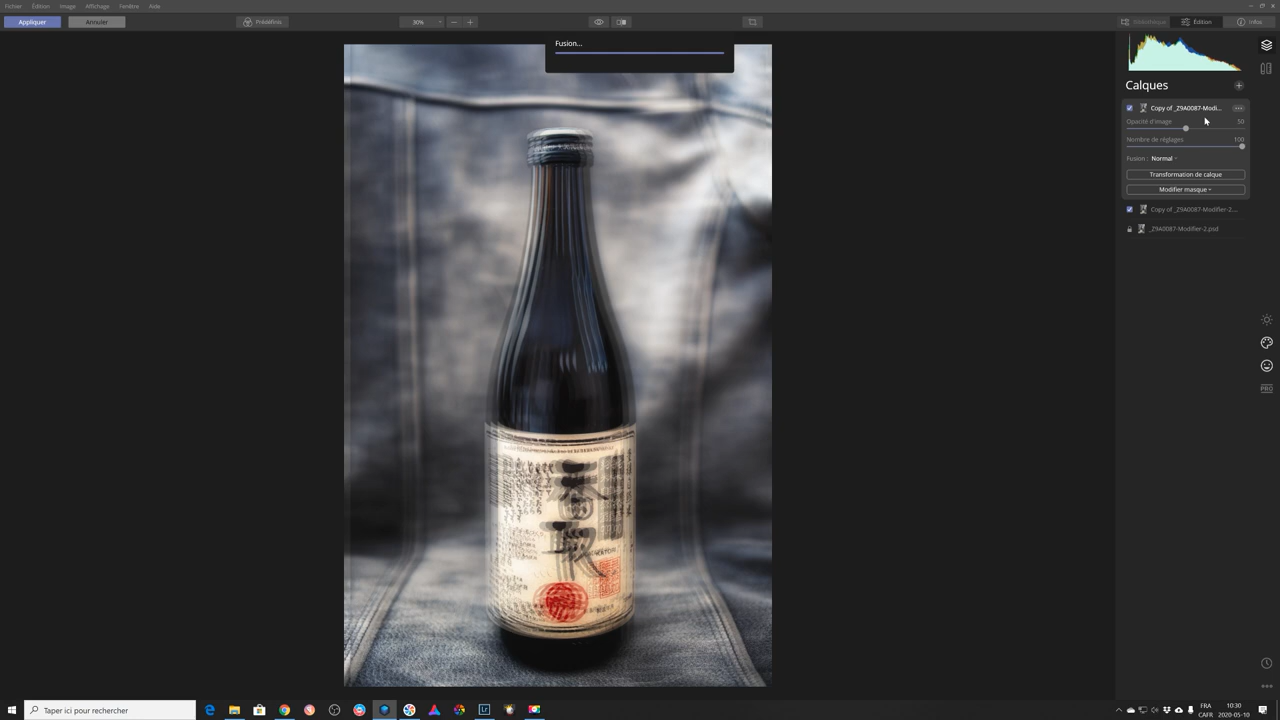 Fichier Édition Image Affichage Fenêtre Aide
Appliquer Annuler Prédéfinis 30% Bibliothèque Édition Infos
Fusion...
Calques
Copy of _Z9A0087-Modi...
Opacité d'image 50
Nombre de réglages 100
Fusion : Normal
Transformation de calque
Modifier masque
Copy of _Z9A0087-Modifier-2...
_Z9A0087-Modifier-2.psd
PRO
Taper ici pour rechercher
FRA 10:30
CAFR 2020-05-10